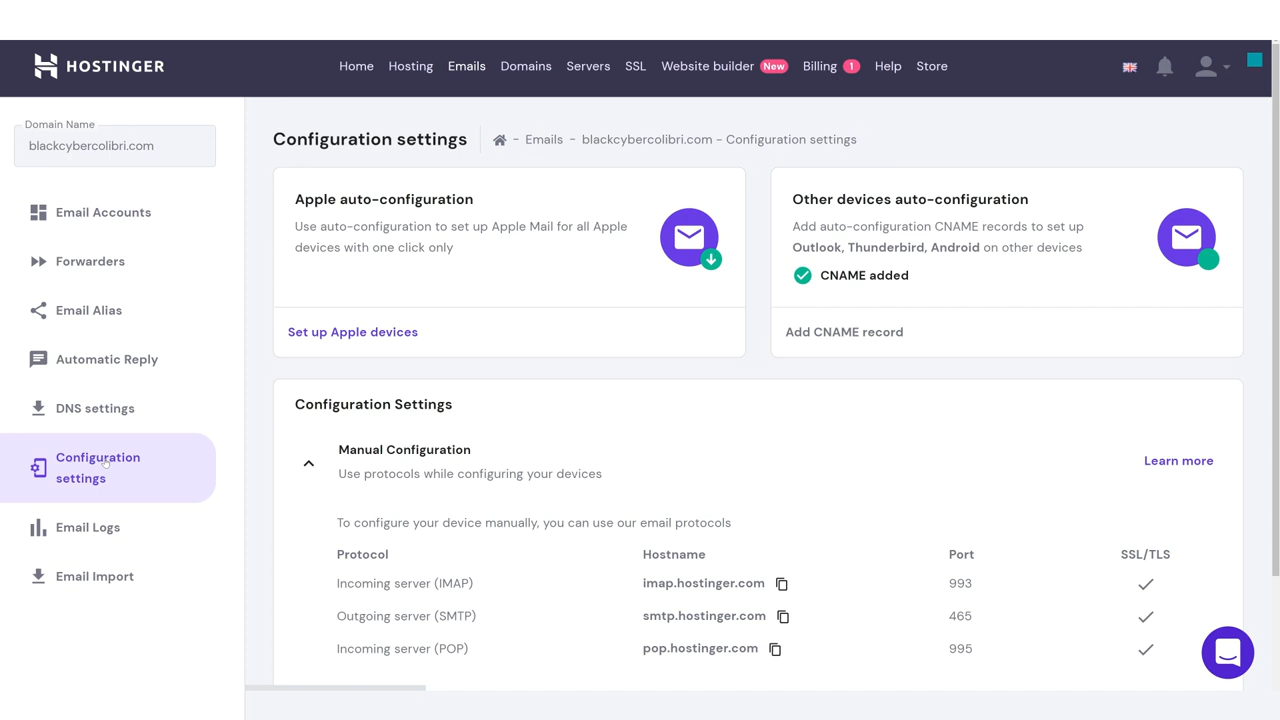 HOSTINGER
Home Hosting Emails Domains Servers SSL Website builder New Billing 1 Help Store
Domain Name
blackcybercolibri.com
Email Accounts
Forwarders
Email Alias
Automatic Reply
DNS settings
Configuration
settings
Email Logs
Email Import
Configuration settings - Emails - blackcybercolibri.com - Configuration settings
Apple auto-configuration
Use auto-configuration to set up Apple Mail for all Apple
devices with one click only
Set up Apple devices
Other devices auto-configuration
Add auto-configuration CNAME records to set up
Outlook, Thunderbird, Android on other devices
CNAME added
Add CNAME record
Configuration Settings
Manual Configuration
Use protocols while configuring your devices
Learn more
To configure your device manually, you can use our email protocols
Protocol Hostname Port SSL/TLS
Incoming server (IMAP) imap.hostinger.com 993
Outgoing server (SMTP) smtp.hostinger.com 465
Incoming server (POP) pop.hostinger.com 995